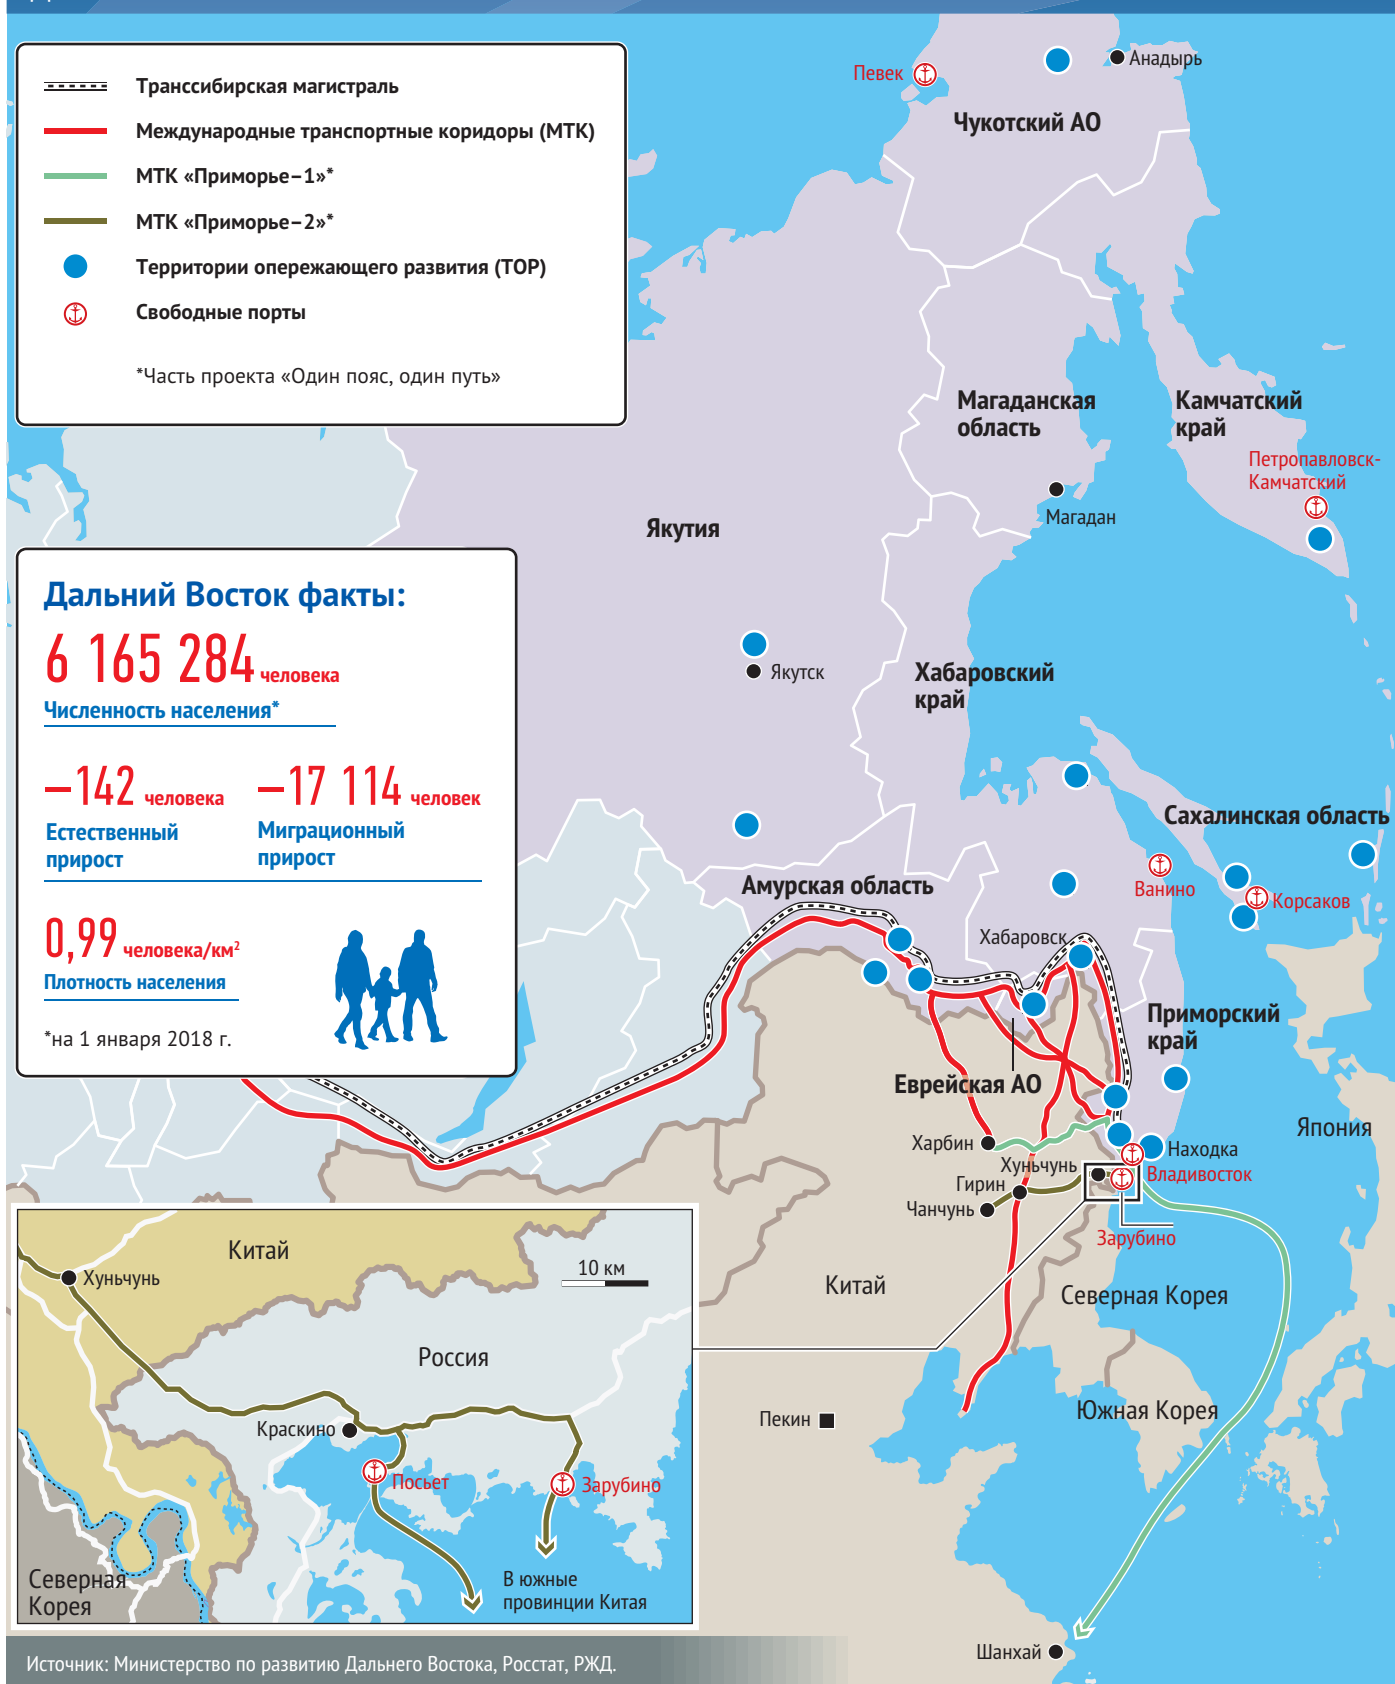 Транссибирская магистраль
Международные транспортные коридоры (МТК)
МТК «Приморье–1»*
МТК «Приморье–2»*
Территории опережающего развития (ТОР)
Свободные порты
*Часть проекта «Один пояс, один путь»
Певек
Анадырь
Чукотский АО
Магаданская
область
Камчатский
край
Петропавловск-
Камчатский
Магадан
Якутия
Якутск
Хабаровский
край
Дальний Восток факты:
6 165 284 человека
Численность населения*
–142 человека
Естественный
прирост
–17 114 человек
Миграционный
прирост
0,99 человека/км²
Плотность населения
*на 1 января 2018 г.
Сахалинская область
Амурская область
Ванино
Корсаков
Хабаровск
Приморский
край
Еврейская АО
Япония
Харбин
Находка
Хуньчунь
Владивосток
Гирин
Чанчунь
Зарубино
Китай
Северная Корея
Южная Корея
Пекин
Шанхай
Китай
10 км
Хуньчунь
Россия
Краскино
Посьет
Зарубино
Северная
Корея
В южные
провинции Китая
Источник: Министерство по развитию Дальнего Востока, Росстат, РЖД.